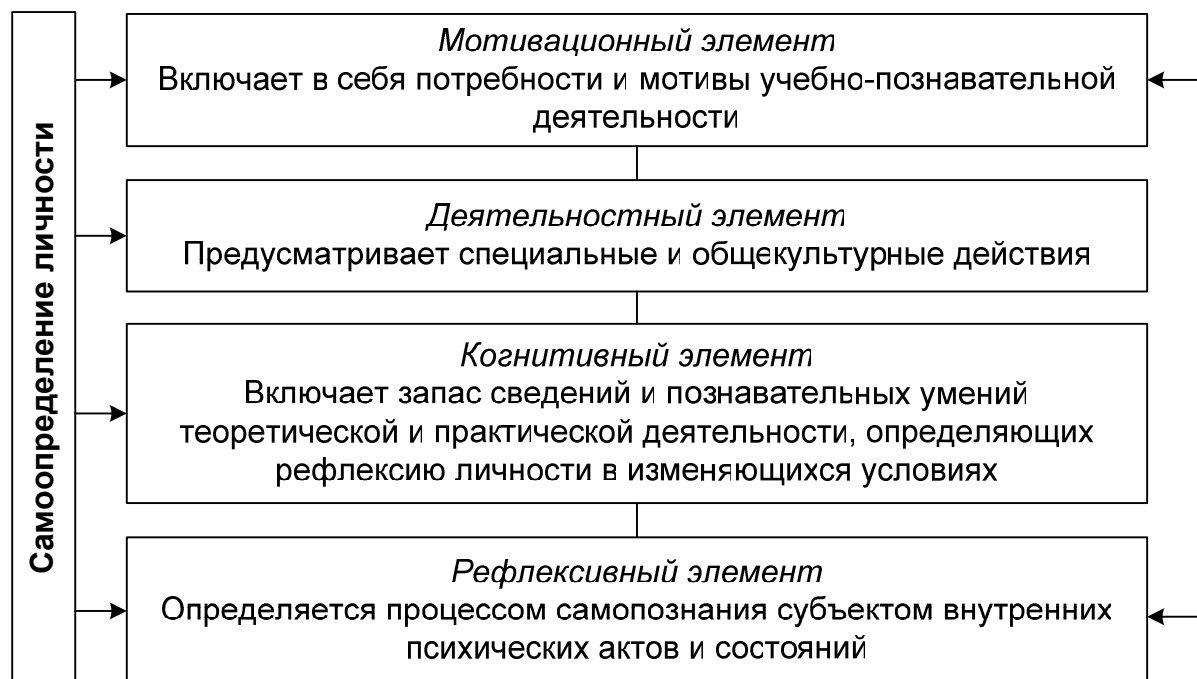 Самоопределение личности
Мотивационный элемент
Включает в себя потребности и мотивы учебно-познавательной
деятельности
Деятельностный элемент
Предусматривает специальные и общекультурные действия
Когнитивный элемент
Включает запас сведений и познавательных умений
теоретической и практической деятельности, определяющих
рефлексию личности в изменяющихся условиях
Рефлексивный элемент
Определяется процессом самопознания субъектом внутренних
психических актов и состояний